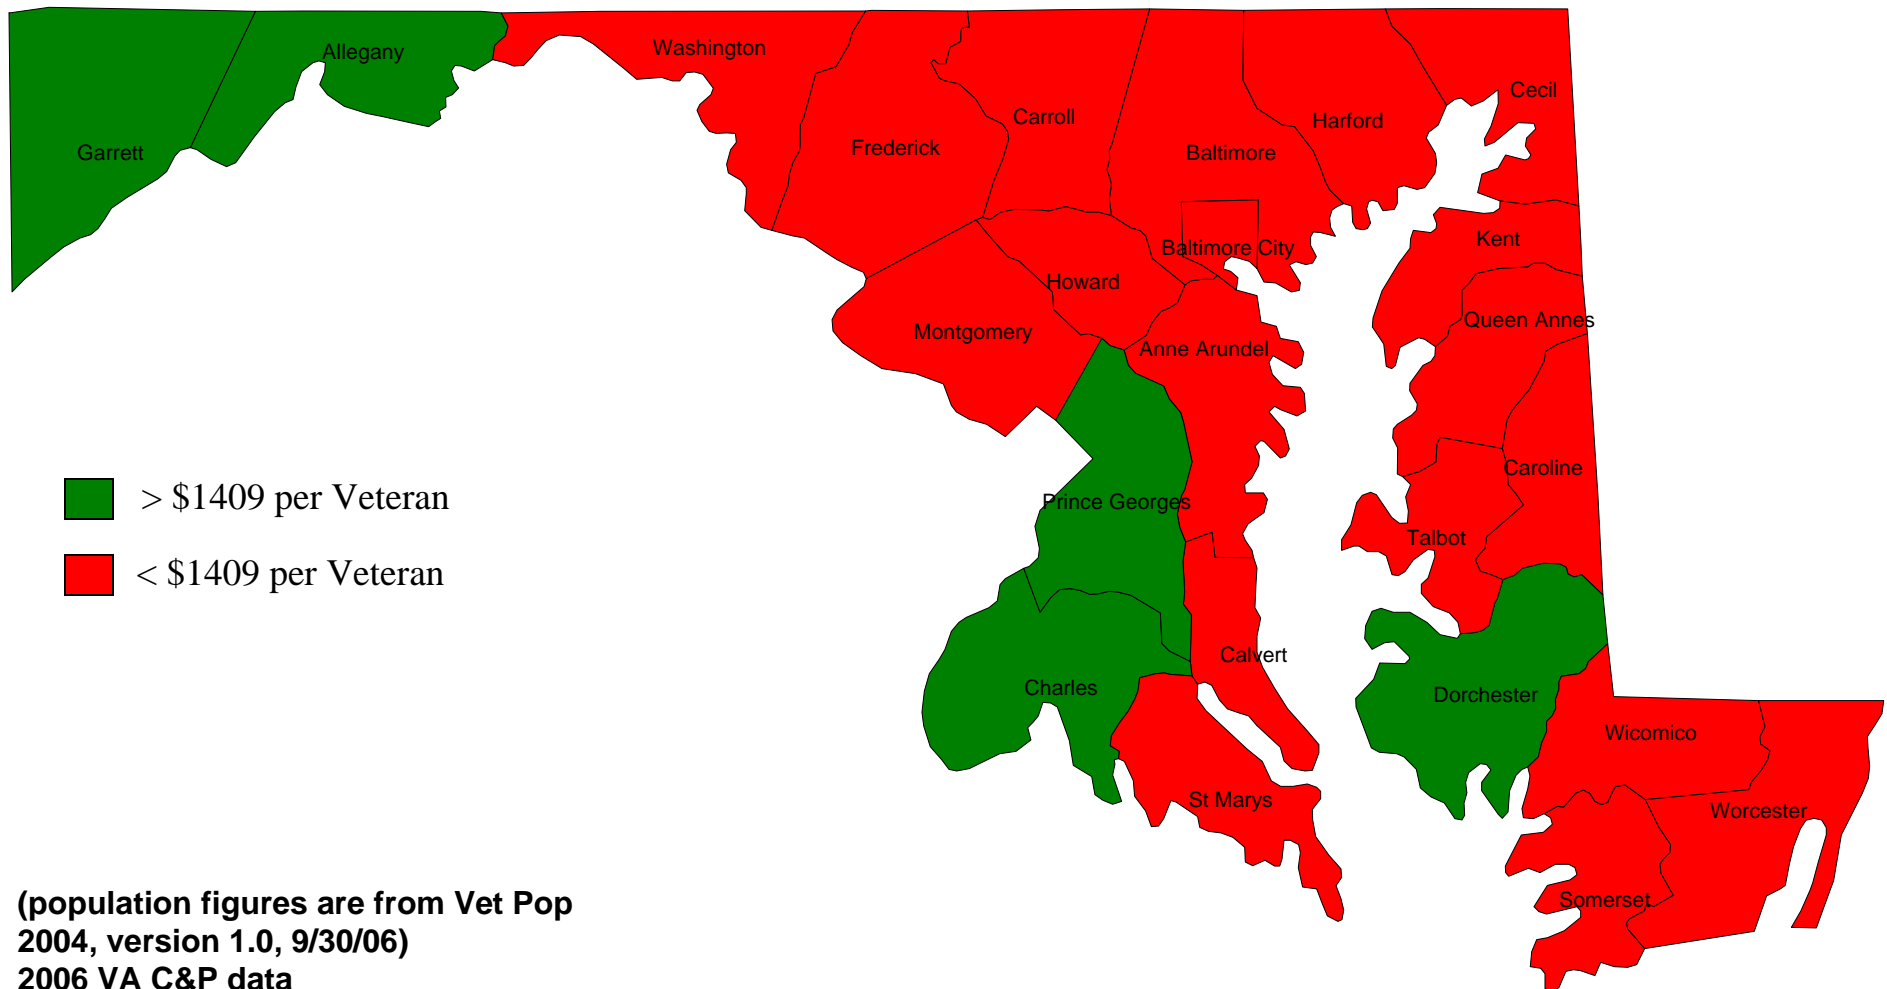 Washington
Allegany
Cecil
Carroll
Harford
Frederick
Garrett
Baltimore
Kent
Baltimore City
Howard
Queen Annes
Montgomery
Anne Arundel
Caroline
> $1409 per Veteran
Prince Georges
Talbot
< $1409 per Veteran
Calvert
Charles
Dorchester
Wicomico
St Marys
Worcester
Somerset
(population figures are from Vet Pop
2004, version 1.0, 9/30/06)
2006 VA C&P data